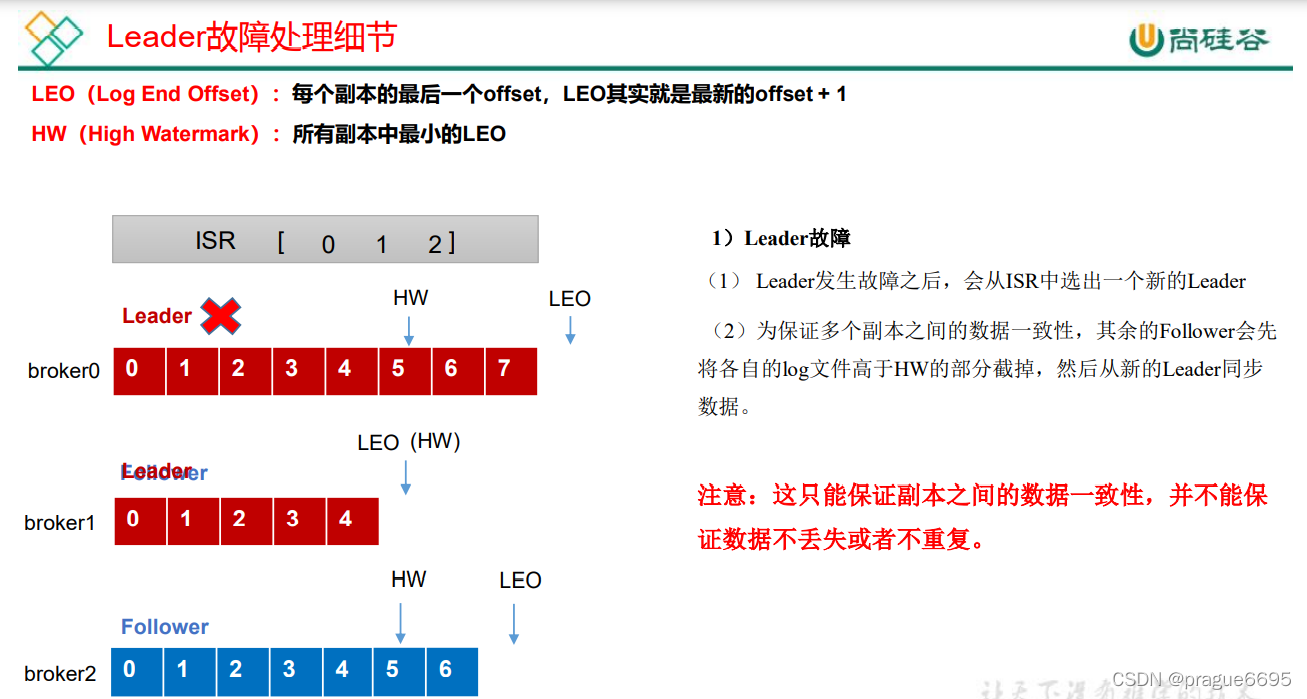 Leader故障处理细节
尚硅谷
LEO（Log End Offset）：每个副本的最后一个offset，LEO其实就是最新的offset + 1
HW（High Watermark）：所有副本中最小的LEO
ISR [ 0 1 2 ]
Leader
HW
LEO
broker0 0 1 2 3 4 5 6 7
LEO（HW）
Leader
Follower
broker1 0 1 2 3 4
HW
LEO
Follower
broker2 0 1 2 3 4 5 6
1）Leader故障
（1） Leader发生故障之后，会从ISR中选出一个新的Leader
（2）为保证多个副本之间的数据一致性，其余的Follower会先
将各自的log文件高于HW的部分截掉，然后从新的Leader同步
数据。
注意：这只能保证副本之间的数据一致性，并不能保
证数据不丢失或者不重复。
CSDN @prague6695